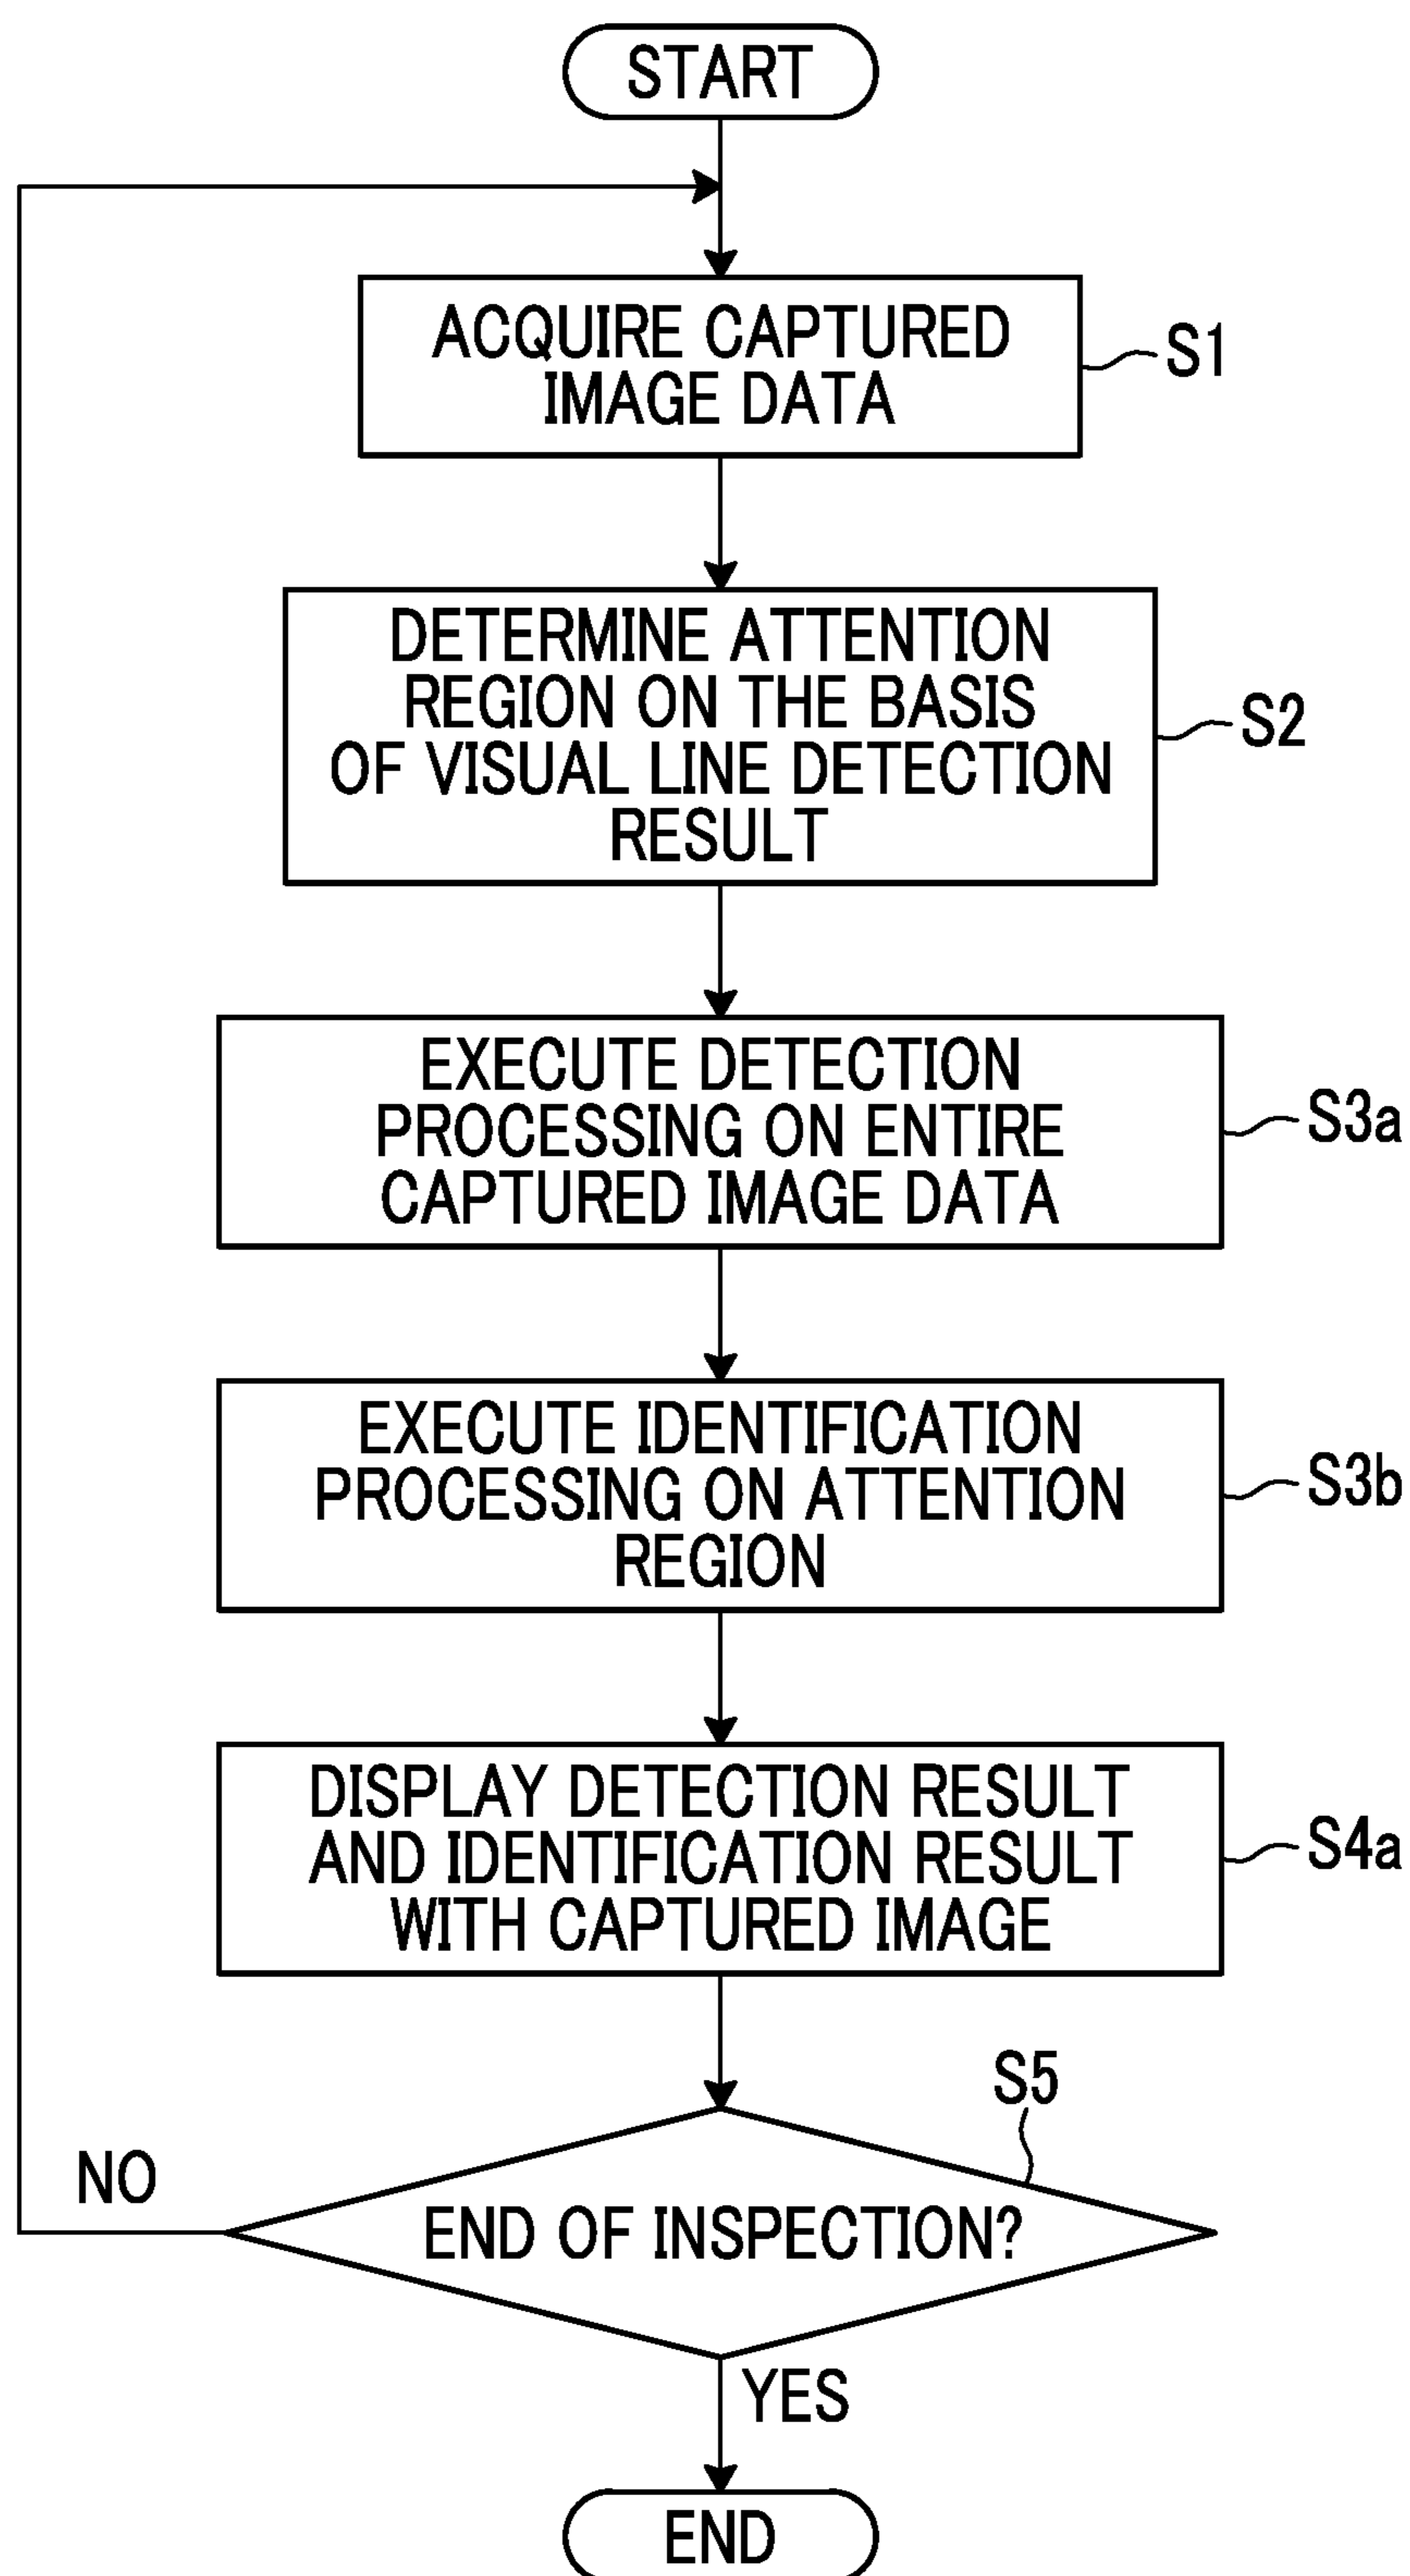 START
ACQUIRE CAPTURED
IMAGE DATA
S1
DETERMINE ATTENTION
REGION ON THE BASIS
OF VISUAL LINE DETECTION
RESULT
S2
EXECUTE DETECTION
PROCESSING ON ENTIRE
CAPTURED IMAGE DATA
S3a
EXECUTE IDENTIFICATION
PROCESSING ON ATTENTION
REGION
S3b
DISPLAY DETECTION RESULT
AND IDENTIFICATION RESULT
WITH CAPTURED IMAGE
S4a
S5
NO
END OF INSPECTION?
YES
END